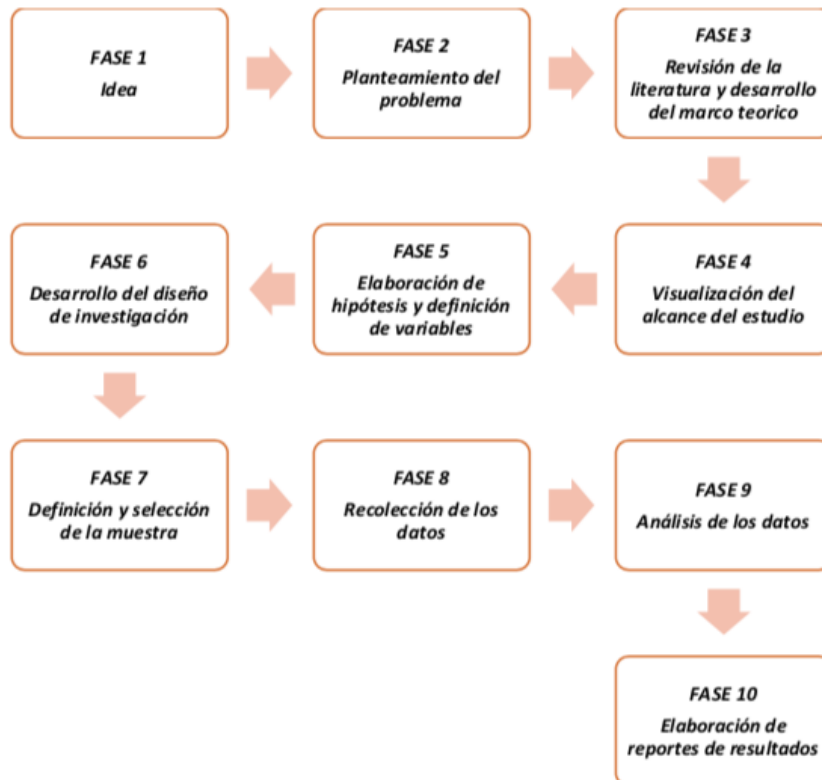 FASE 1
Idea
FASE 2
Planteamiento del
problema
FASE 3
Revisión de la
literatura y desarrollo
del marco teorico
FASE 4
Visualización del
alcance del estudio
FASE 5
Elaboración de
hipótesis y definición
de variables
FASE 6
Desarrollo del diseño
de investigación
FASE 7
Definición y selección
de la muestra
FASE 8
Recolección de los
datos
FASE 9
Análisis de los datos
FASE 10
Elaboración de
reportes de resultados